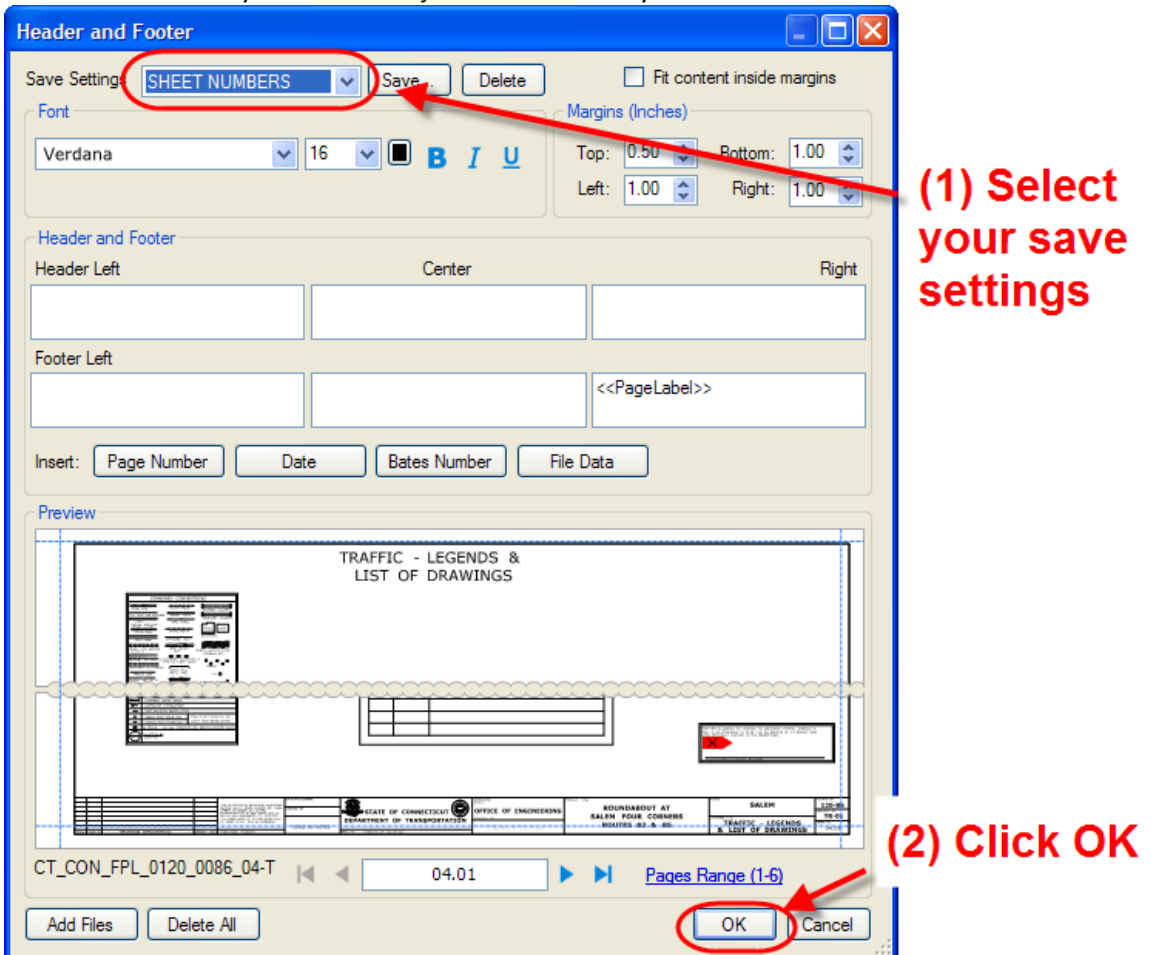 Header and Footer
Save Settings SHEET NUMBERS Save... Delete Fit content inside margins
Font Margins (Inches)
Verdana 16 B I U Top: 0.50 Bottom: 1.00
Left: 1.00 Right: 1.00
(1) Select
your save
settings
Header and Footer
Header Left Center Right
Footer Left
<<PageLabel>>
Insert: Page Number Date Bates Number File Data
Preview
TRAFFIC - LEGENDS &
LIST OF DRAWINGS
STATE OF CONNECTICUT
DEPARTMENT OF TRANSPORTATION
OFFICE OF ENGINEERING
ROUNDABOUT AT
SALEM FOUR CORNERS
ROUTES 82 & 85
SALEM
TRAFFIC - LEGENDS
& LIST OF DRAWINGS
TR-01
CT_CON_FPL_0120_0086_04-T 04.01 Pages Range (1-6)
(2) Click OK
Add Files Delete All OK Cancel